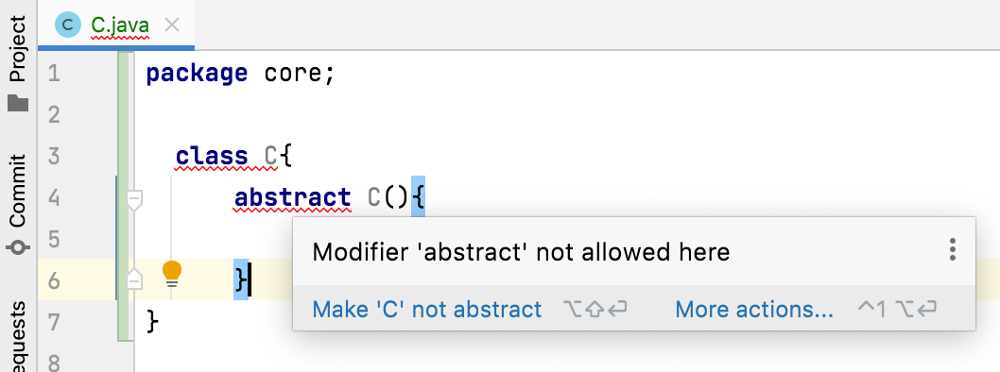 Project
Commit
equests
C C.java
1 package core;
2
3 class C{
4 abstract C(){
5
6 }
7 }
8
Modifier 'abstract' not allowed here
Make 'C' not abstract ⌥⇧⏎ More actions... ^1 ⌥⏎